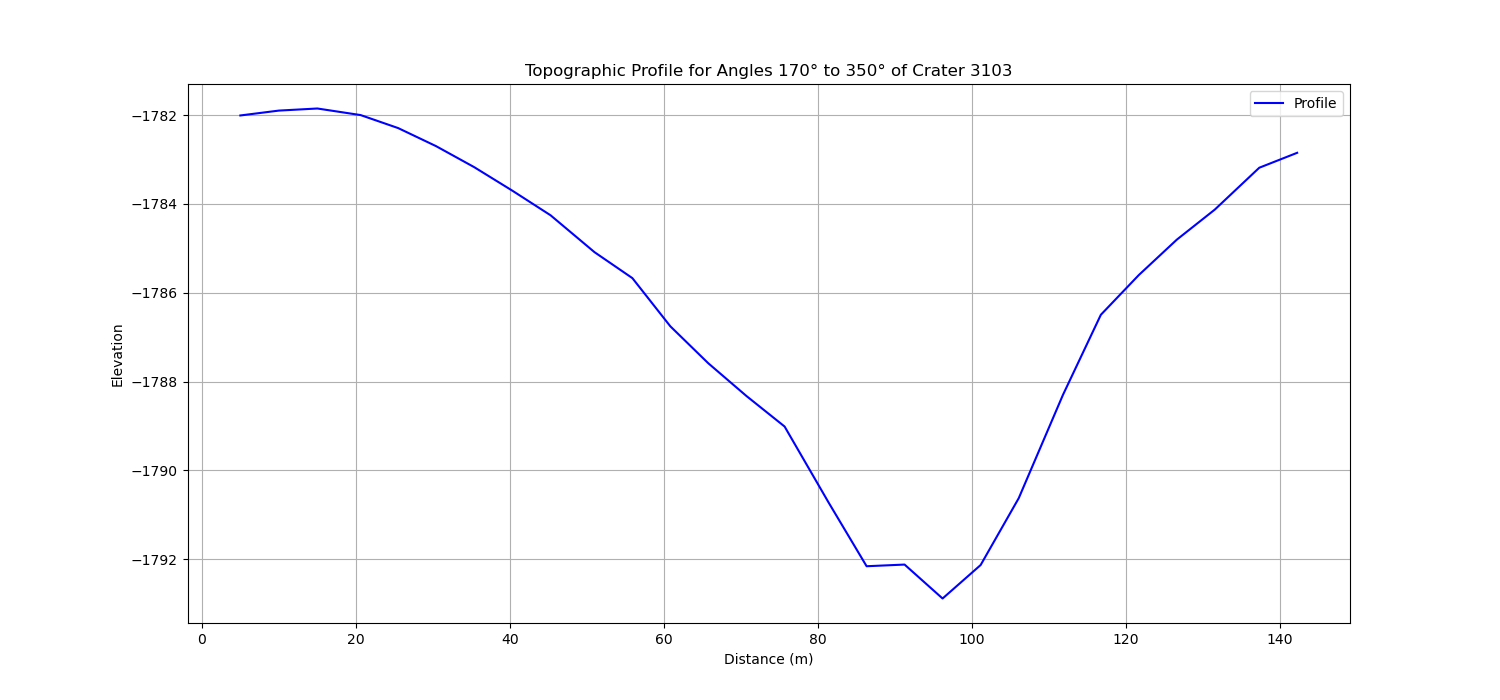 Topographic Profile for Angles 170° to 350° of Crater 3103
Profile
−1782
−1784
−1786
−1788
−1790
−1792
Elevation
0 20 40 60 80 100 120 140
Distance (m)